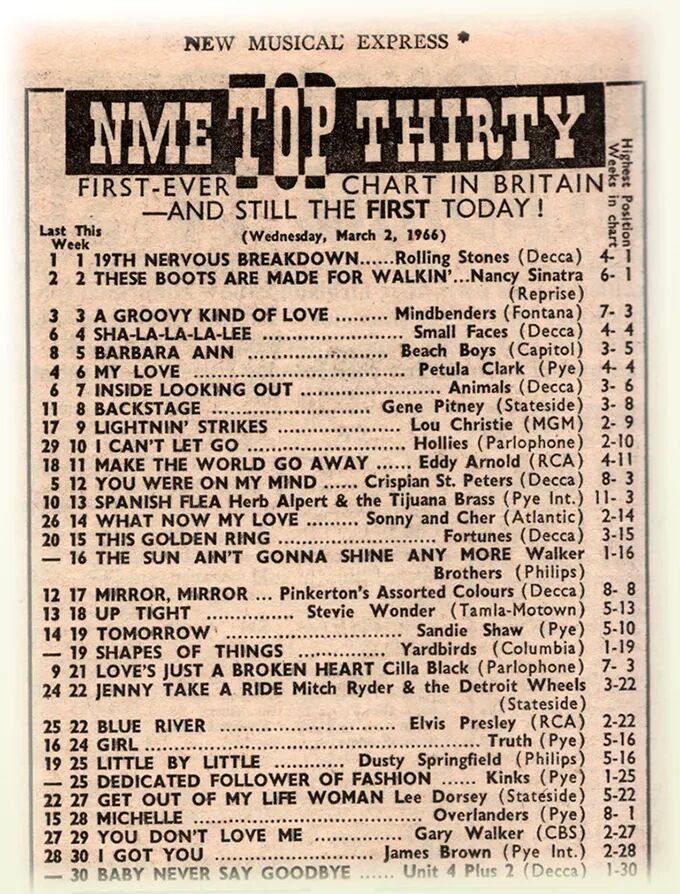 NEW MUSICAL EXPRESS *
NME TOP THIRTY
FIRST-EVER CHART IN BRITAIN
—AND STILL THE FIRST TODAY!
Last This
Week
(Wednesday, March 2, 1966)
Highest Position
Weeks in chart
1 1 19TH NERVOUS BREAKDOWN......Rolling Stones (Decca) 4- 1
2 2 THESE BOOTS ARE MADE FOR WALKIN'...Nancy Sinatra 6- 1
(Reprise)
3 3 A GROOVY KIND OF LOVE ......... Mindbenders (Fontana) 7- 3
6 4 SHA-LA-LA-LA-LEE ........................ Small Faces (Decca) 4- 4
8 5 BARBARA ANN ........................ Beach Boys (Capitol) 3- 5
4 6 MY LOVE .................................... Petula Clark (Pye) 4- 4
6 7 INSIDE LOOKING OUT ........................ Animals (Decca) 3- 6
11 8 BACKSTAGE ........................... Gene Pitney (Stateside) 3- 8
17 9 LIGHTNIN' STRIKES .................... Lou Christie (MGM) 2- 9
29 10 I CAN'T LET GO ........................ Hollies (Parlophone) 2-10
18 11 MAKE THE WORLD GO AWAY ...... Eddy Arnold (RCA) 4-11
5 12 YOU WERE ON MY MIND ...... Crispian St. Peters (Decca) 8- 3
10 13 SPANISH FLEA Herb Alpert & the Tijuana Brass (Pye Int.) 11- 3
26 14 WHAT NOW MY LOVE ......... Sonny and Cher (Atlantic) 2-14
20 15 THIS GOLDEN RING ........................ Fortunes (Decca) 3-15
— 16 THE SUN AIN'T GONNA SHINE ANY MORE Walker 1-16
Brothers (Philips)
12 17 MIRROR, MIRROR ... Pinkerton's Assorted Colours (Decca) 8- 8
13 18 UP TIGHT .............. Stevie Wonder (Tamla-Motown) 5-13
14 19 TOMORROW ........................... Sandie Shaw (Pye) 5-10
— 19 SHAPES OF THINGS .............. Yardbirds (Columbia) 1-19
9 21 LOVE'S JUST A BROKEN HEART Cilla Black (Parlophone) 7- 3
24 22 JENNY TAKE A RIDE Mitch Ryder & the Detroit Wheels 3-22
(Stateside)
25 22 BLUE RIVER .............................. Elvis Presley (RCA) 2-22
16 24 GIRL................................................... Truth (Pye) 5-16
19 25 LITTLE BY LITTLE ............ Dusty Springfield (Philips) 5-16
— 25 DEDICATED FOLLOWER OF FASHION ...... Kinks (Pye) 1-25
22 27 GET OUT OF MY LIFE WOMAN Lee Dorsey (Stateside) 5-22
15 28 MICHELLE .................................... Overlanders (Pye) 8- 1
27 29 YOU DON'T LOVE ME ............... Gary Walker (CBS) 2-27
28 30 I GOT YOU ........................ James Brown (Pye Int.) 2-28
— 30 BABY NEVER SAY GOODBYE ...... Unit 4 Plus 2 (Decca) 1-30